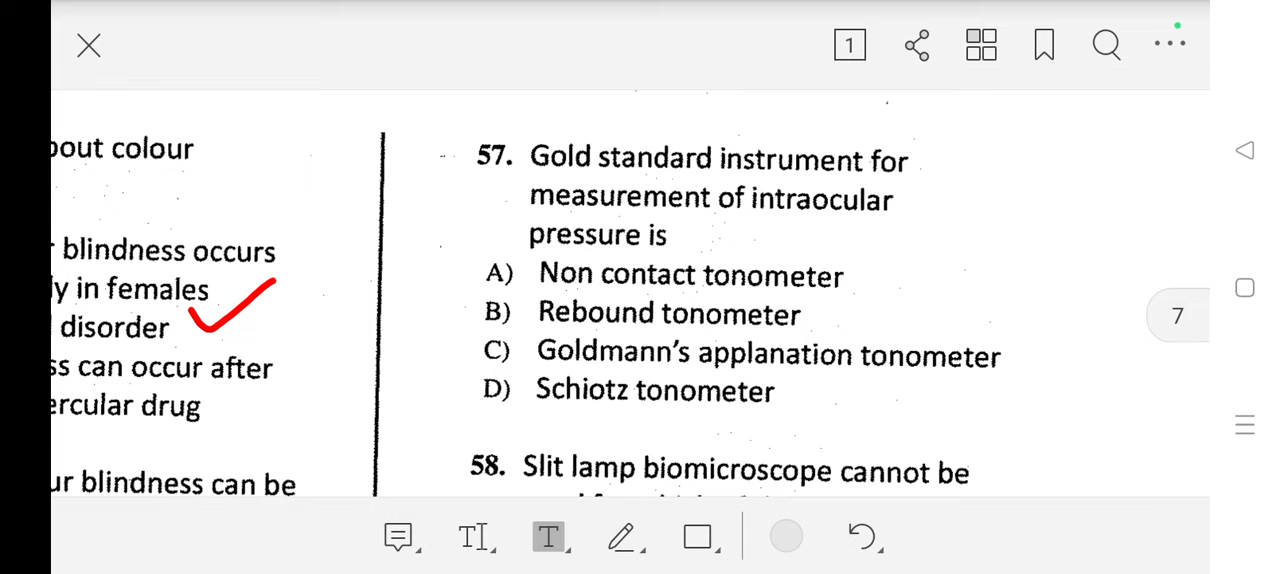 1
bout colour
blindness occurs
ly in females
disorder
ss can occur after
ercular drug
ur blindness can be
57. Gold standard instrument for
measurement of intraocular
pressure is
A) Non contact tonometer
B) Rebound tonometer
C) Goldmann's applanation tonometer
D) Schiotz tonometer
58. Slit lamp biomicroscope cannot be
7
TI
T